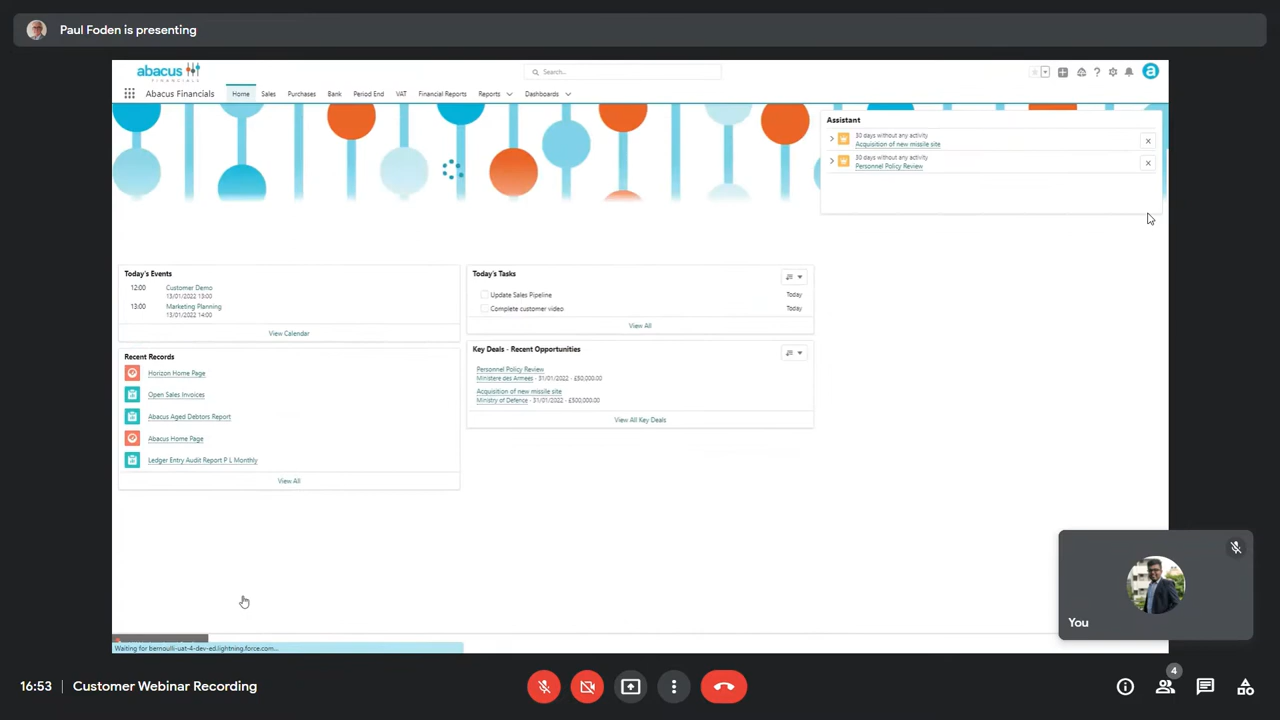 Paul Foden is presenting
abacus
FINANCIALS
Search...
Abacus Financials Home Sales Purchases Bank Period End VAT Financial Reports Reports Dashboards
Assistant
30 days without any activity
Acquisition of new missile site
30 days without any activity
Personnel Policy Review
Today's Events
12:00 Customer Demo
13/01/2022 13:00
13:00 Marketing Planning
13/01/2022 14:00
View Calendar
Recent Records
Horizon Home Page
Open Sales Invoices
Abacus Aged Debtors Report
Abacus Home Page
Ledger Entry Audit Report P L Monthly
View All
Today's Tasks
Update Sales Pipeline Today
Complete customer video Today
View All
Key Deals - Recent Opportunities
Personnel Policy Review
Ministere des Armees - 31/01/2022 - £50,000.00
Acquisition of new missile site
Ministry of Defence - 31/01/2022 - £500,000.00
View All Key Deals
You
Waiting for bernoulli-uat-4-dev-ed.lightning.force.com...
16:53 | Customer Webinar Recording
4